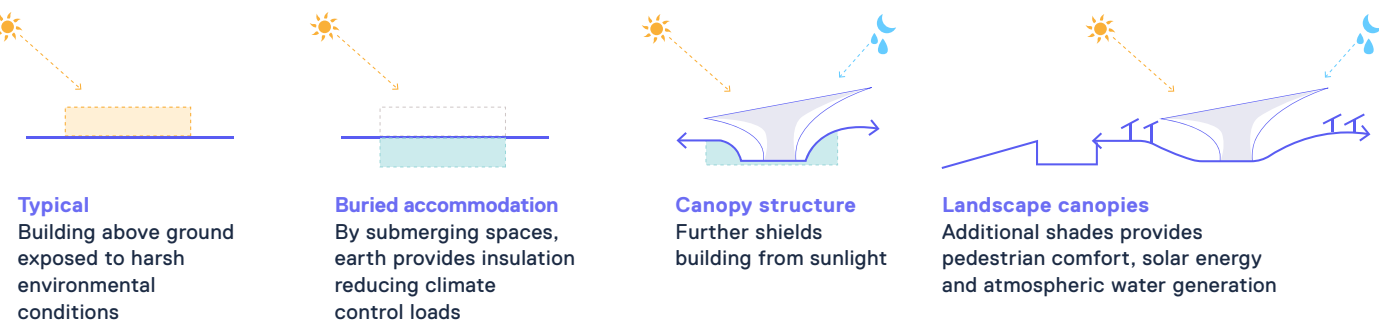 Typical
Building above ground
exposed to harsh
environmental
conditions
Buried accommodation
By submerging spaces,
earth provides insulation
reducing climate
control loads
Canopy structure
Further shields
building from sunlight
Landscape canopies
Additional shades provides
pedestrian comfort, solar energy
and atmospheric water generation